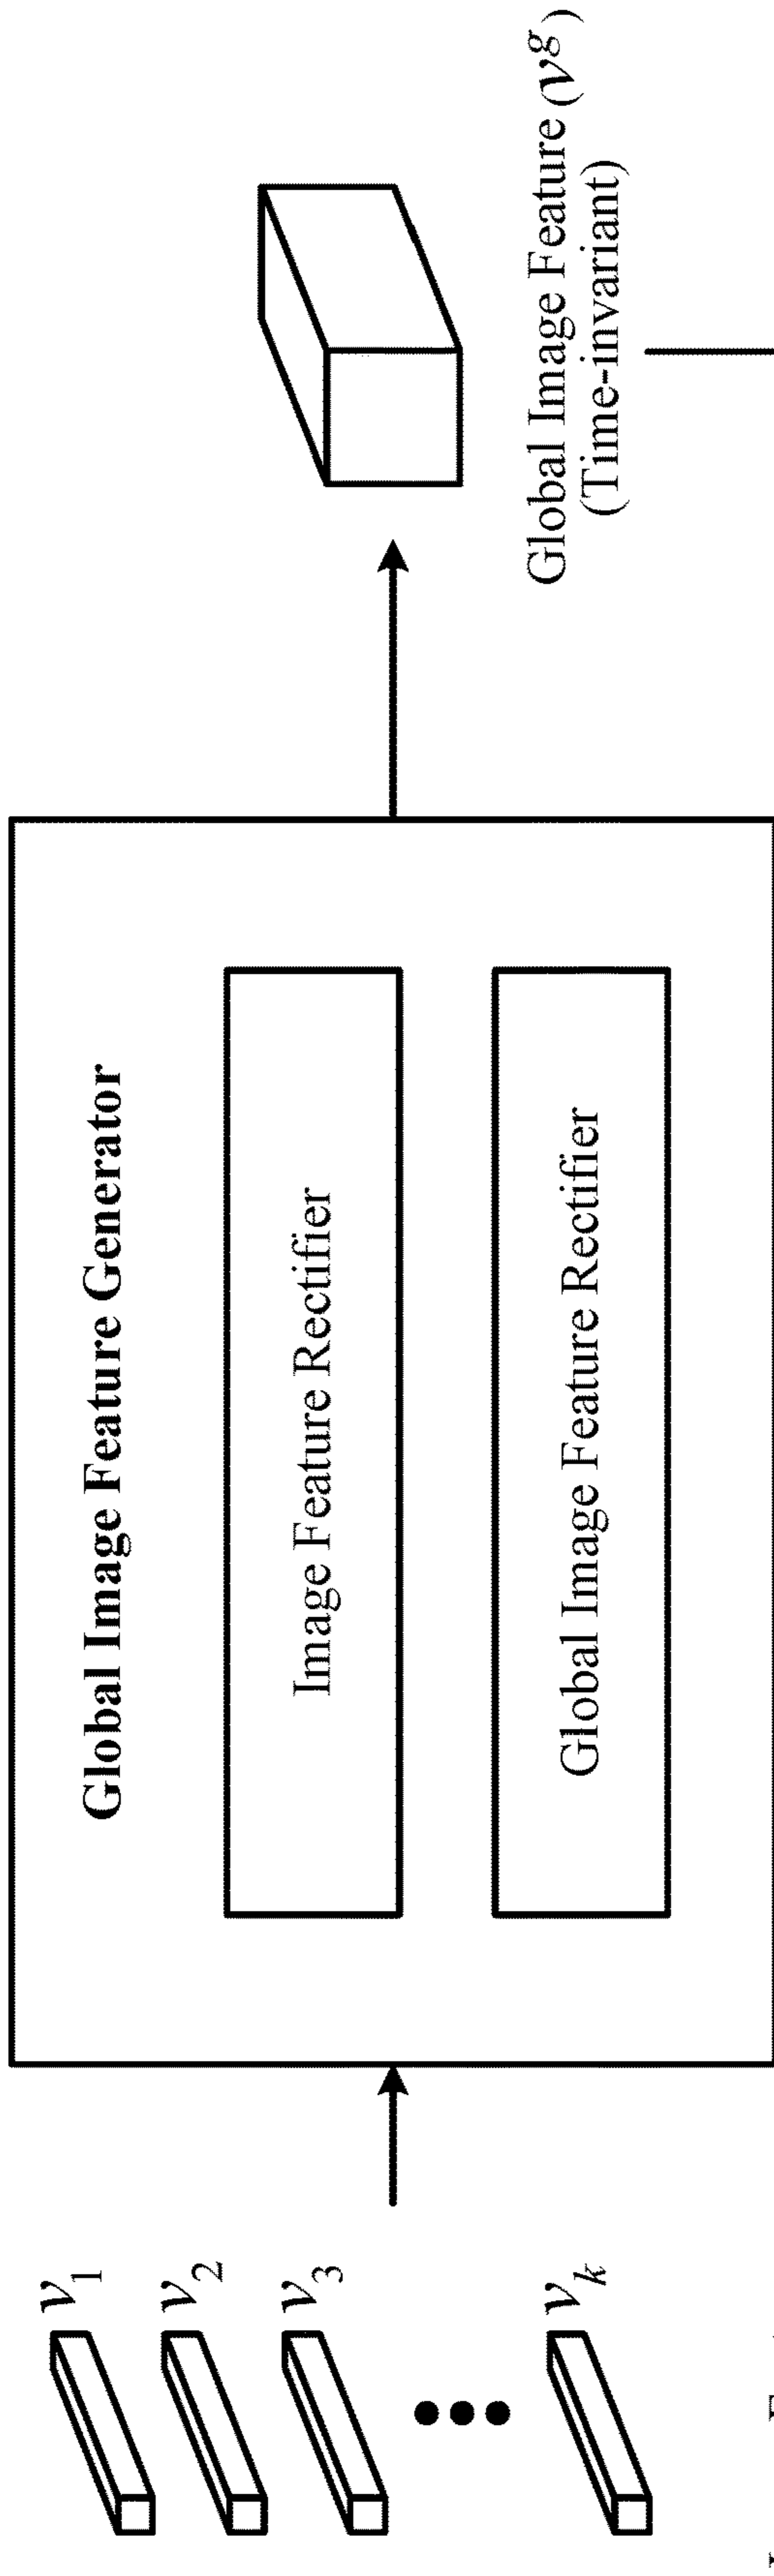 v1
v2
v3
vk
Global Image Feature Generator
Image Feature Rectifier
Global Image Feature Rectifier
Global Image Feature (v^g)
(Time-invariant)